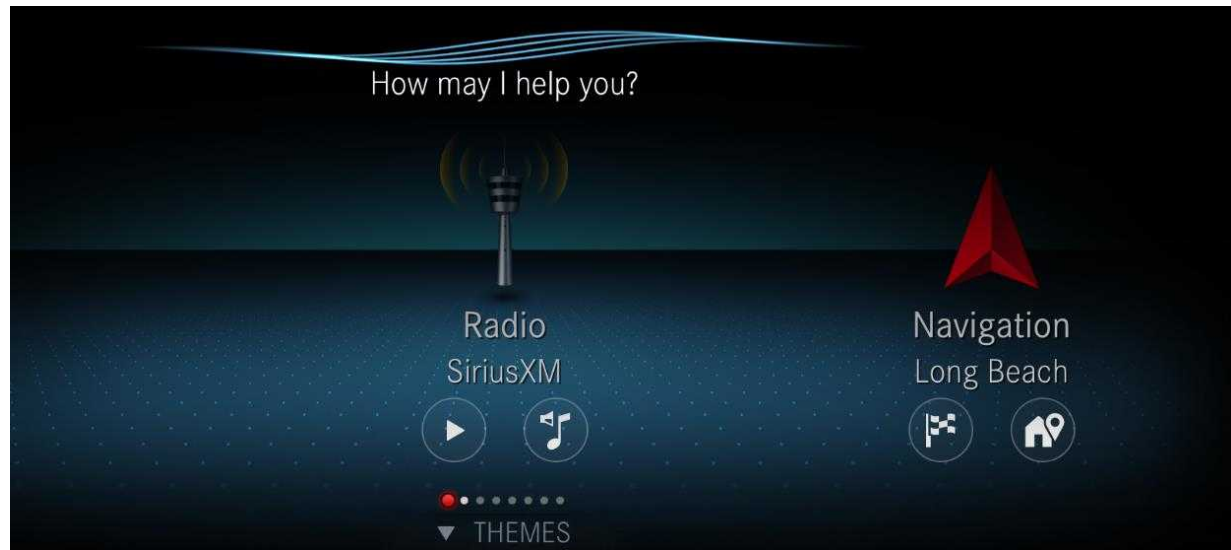 How may I help you?
Radio
SiriusXM
Navigation
Long Beach
THEMES